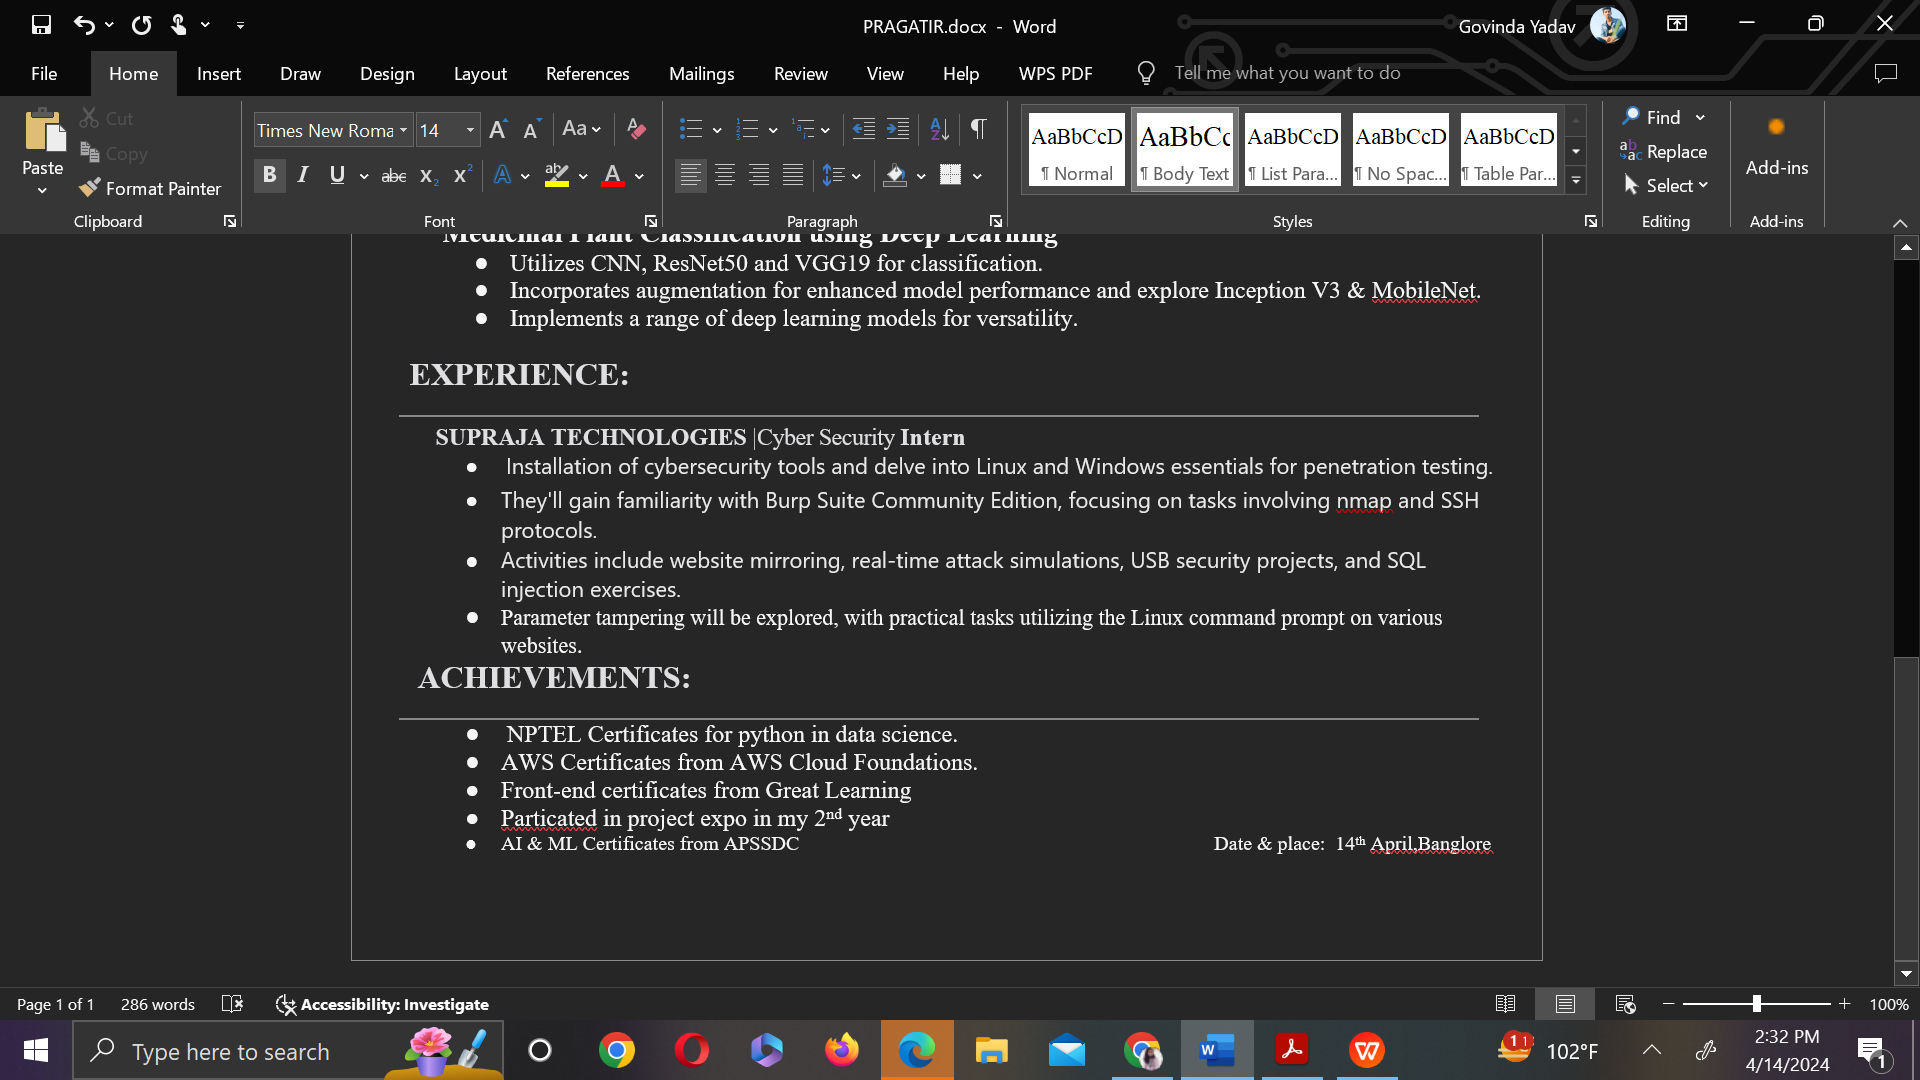 PRAGATIR.docx - Word
Govinda Yadav
File Home Insert Draw Design Layout References Mailings Review View Help WPS PDF Tell me what you want to do
Paste
Cut
Copy
Format Painter
Clipboard
Times New Roma 14
Font
Paragraph
AaBbCcD AaBbCc AaBbCcD AaBbCcD AaBbCcD
¶ Normal ¶ Body Text ¶ List Para... ¶ No Spac... ¶ Table Par...
Styles
Find
Replace
Select
Editing
Add-ins
Add-ins
Medicinial Plant Classification using Deep Learning
● Utilizes CNN, ResNet50 and VGG19 for classification.
● Incorporates augmentation for enhanced model performance and explore Inception V3 & MobileNet.
● Implements a range of deep learning models for versatility.
EXPERIENCE:
SUPRAJA TECHNOLOGIES |Cyber Security Intern
● Installation of cybersecurity tools and delve into Linux and Windows essentials for penetration testing.
● They'll gain familiarity with Burp Suite Community Edition, focusing on tasks involving nmap and SSH
protocols.
● Activities include website mirroring, real-time attack simulations, USB security projects, and SQL
injection exercises.
● Parameter tampering will be explored, with practical tasks utilizing the Linux command prompt on various
websites.
ACHIEVEMENTS:
● NPTEL Certificates for python in data science.
● AWS Certificates from AWS Cloud Foundations.
● Front-end certificates from Great Learning
● Particated in project expo in my 2nd year
● AI & ML Certificates from APSSDC Date & place: 14th April,Banglore
Page 1 of 1 286 words Accessibility: Investigate 100%
Type here to search
102°F
2:32 PM
4/14/2024
1